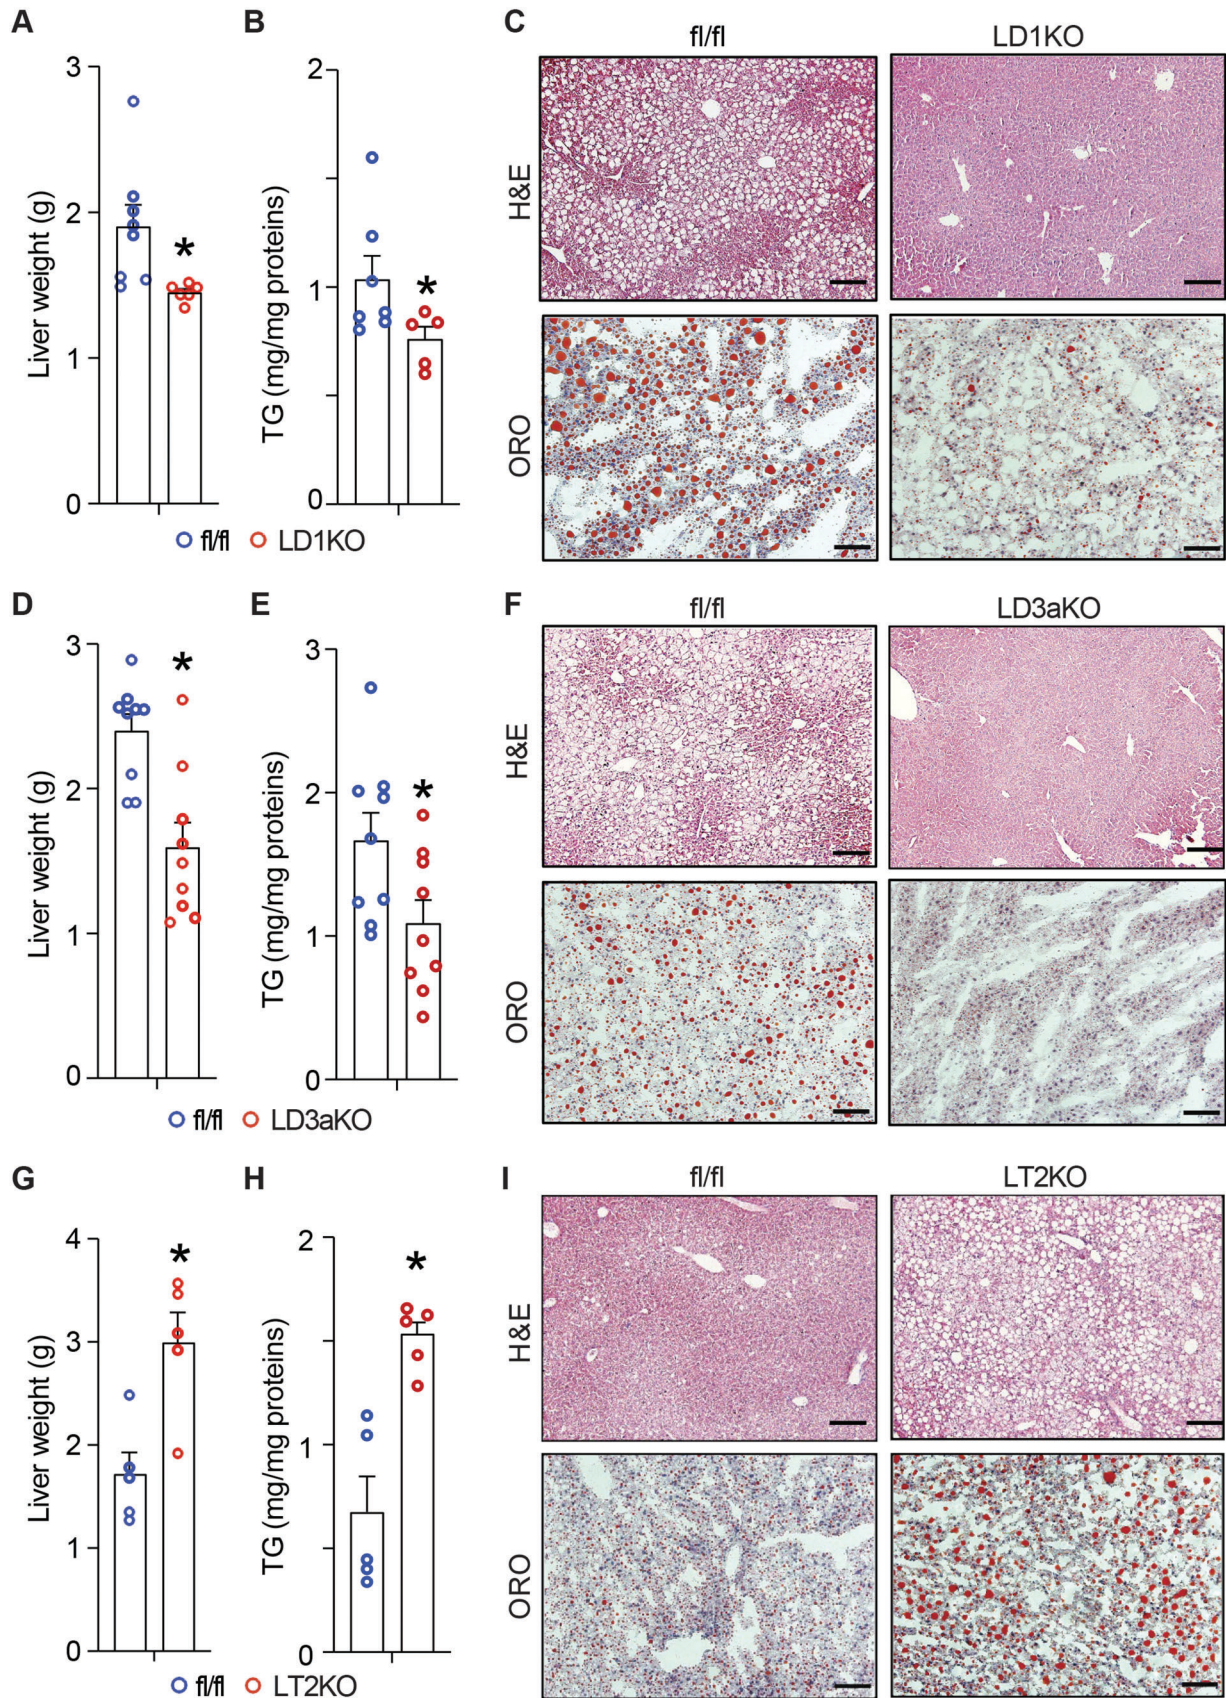 A
B
C
fl/fl
LD1KO
Liver weight (g)
3
2
1
0
*
TG (mg/mg proteins)
2
1
0
*
H&E
ORO
fl/fl
LD1KO
D
E
F
fl/fl
LD3aKO
Liver weight (g)
3
2
1
0
*
TG (mg/mg proteins)
3
2
1
0
*
H&E
ORO
fl/fl
LD3aKO
G
H
I
fl/fl
LT2KO
Liver weight (g)
4
3
2
1
0
*
TG (mg/mg proteins)
2
1
0
*
H&E
ORO
fl/fl
LT2KO